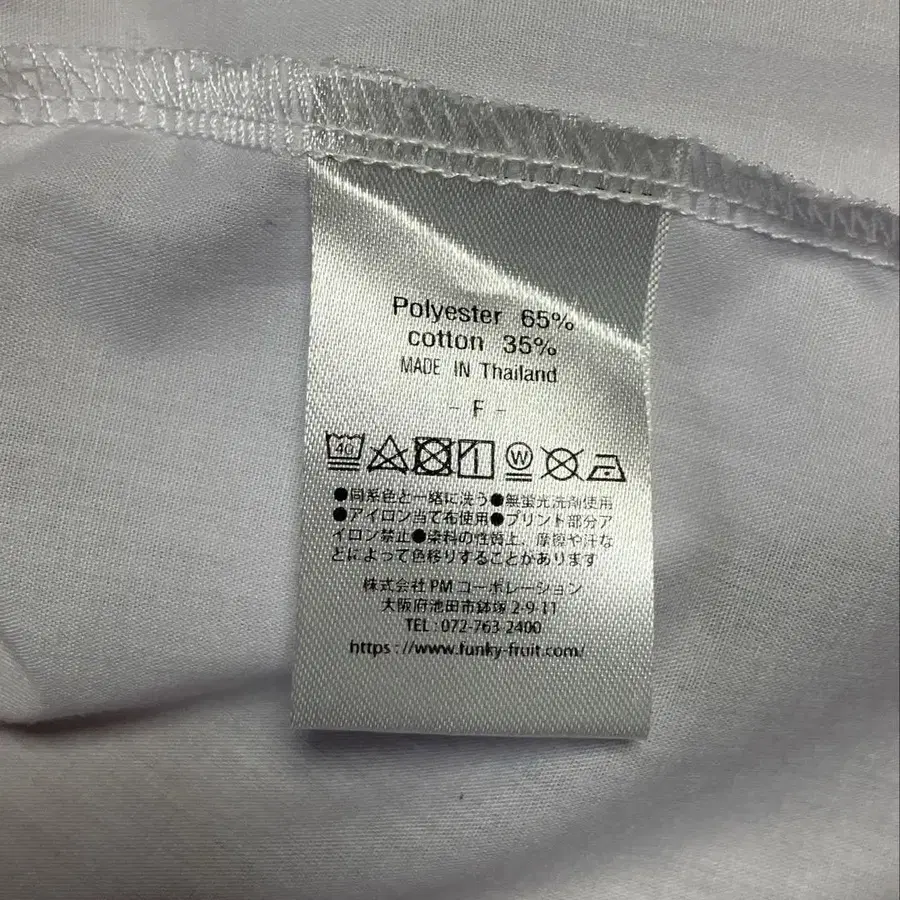 Polyester 65%
cotton 35%
MADE IN Thailand
- F -
40 W
●同系色と一緒に洗う●無蛍光洗剤使用
●アイロン当て布使用●プリント部分ア
イロン禁止●染料の性質上、摩擦や汗な
どによって色移りすることがあります
株式会社 PM コーポレーション
大阪府池田市鉢塚 2-9-11
TEL : 072-763-2400
https://www.funky-fruit.com/